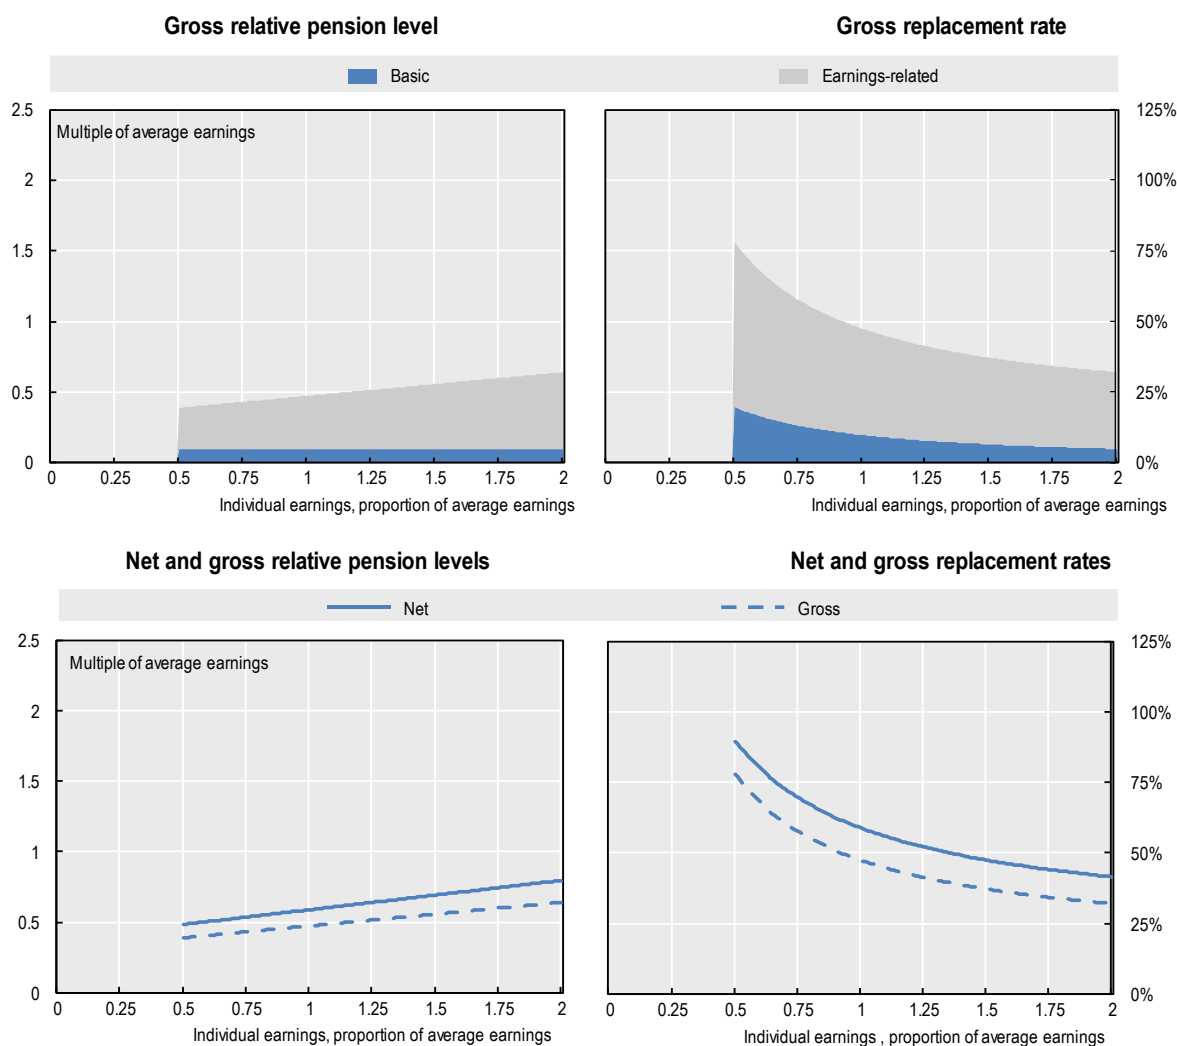 Gross relative pension level
Gross replacement rate
Basic
Earnings-related
2.5
2
1.5
1
0.5
0
Multiple of average earnings
0 0.25 0.5 0.75 1 1.25 1.5 1.75 2
Individual earnings, proportion of average earnings
125%
100%
75%
50%
25%
0%
0 0.25 0.5 0.75 1 1.25 1.5 1.75 2
Individual earnings, proportion of average earnings
Net and gross relative pension levels
Net and gross replacement rates
Net
Gross
2.5
2
1.5
1
0.5
0
Multiple of average earnings
0 0.25 0.5 0.75 1 1.25 1.5 1.75 2
Individual earnings, proportion of average earnings
125%
100%
75%
50%
25%
0%
0 0.25 0.5 0.75 1 1.25 1.5 1.75 2
Individual earnings , proportion of average earnings